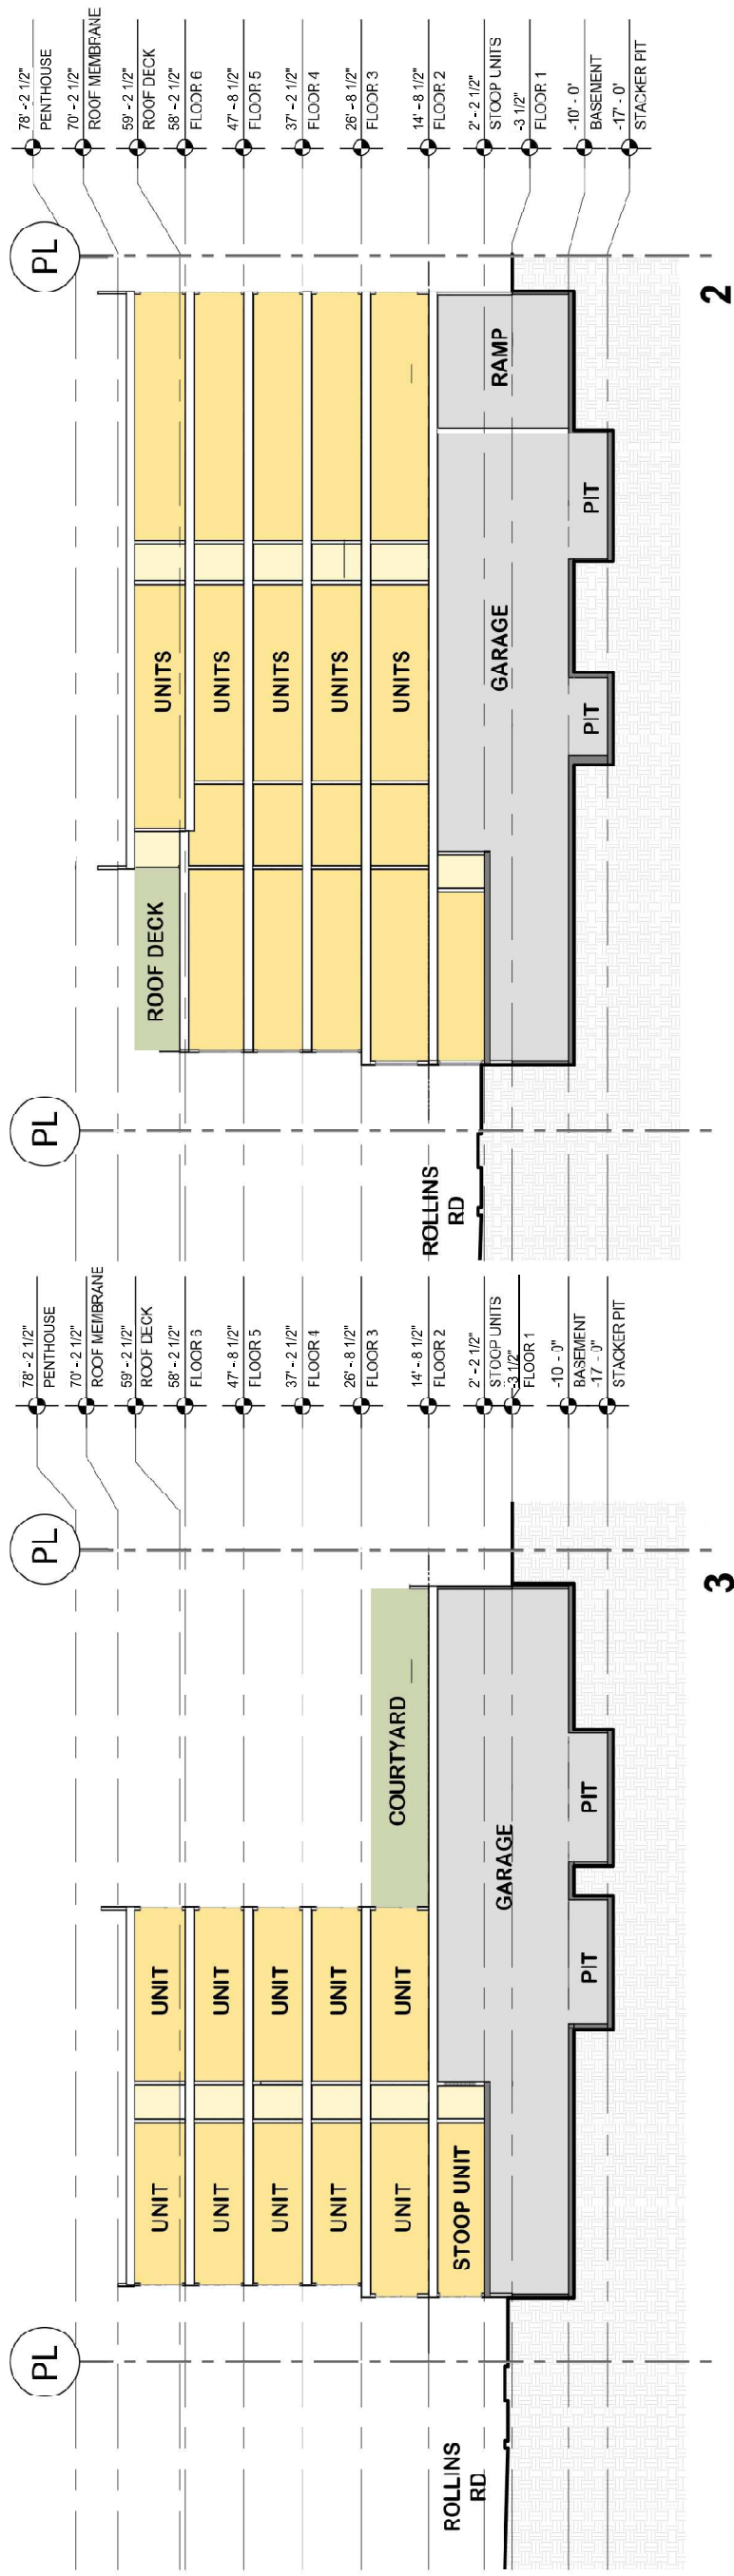 PL
PL
78' - 2 1/2"
PENTHOUSE
70' - 2 1/2"
ROOF MEMBRANE
59' - 2 1/2"
ROOF DECK
58' - 2 1/2"
FLOOR 6
47' - 8 1/2"
FLOOR 5
37' - 2 1/2"
FLOOR 4
26' - 8 1/2"
FLOOR 3
14' - 8 1/2"
FLOOR 2
2' - 2 1/2"
STOOP UNITS
-3 1/2"
FLOOR 1
-10 - 0"
BASEMENT
-17 - 0"
STACKER PIT
UNIT
UNIT
UNIT
UNIT
UNIT
UNIT
UNIT
UNIT
UNIT
UNIT
COURTYARD
STOOP UNIT
ROLLINS
RD
GARAGE
PIT
PIT
3
PL
PL
78' - 2 1/2"
PENTHOUSE
70' - 2 1/2"
ROOF MEMBRANE
59' - 2 1/2"
ROOF DECK
58' - 2 1/2"
FLOOR 6
47' - 8 1/2"
FLOOR 5
37' - 2 1/2"
FLOOR 4
26' - 8 1/2"
FLOOR 3
14' - 8 1/2"
FLOOR 2
2' - 2 1/2"
STOOP UNITS
-3 1/2"
FLOOR 1
-10' - 0'
BASEMENT
-17' - 0'
STACKER PIT
ROOF DECK
UNITS
UNITS
UNITS
UNITS
UNITS
ROLLINS
RD
GARAGE
RAMP
PIT
PIT
2